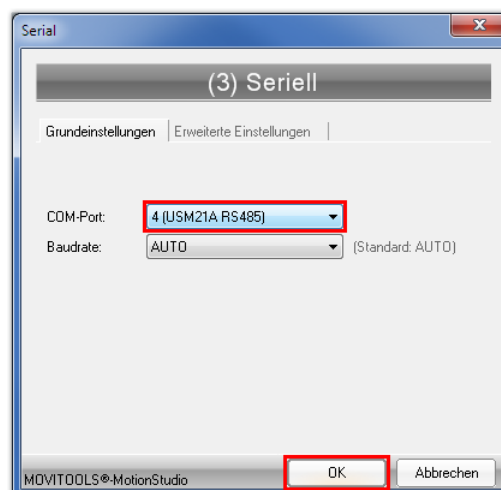 Serial
(3) Seriell
Grundeinstellungen Erweiterte Einstellungen
COM-Port: 4 (USM21A RS485)
Baudrate: AUTO (Standard: AUTO)
MOVITOOLS®-MotionStudio OK Abbrechen